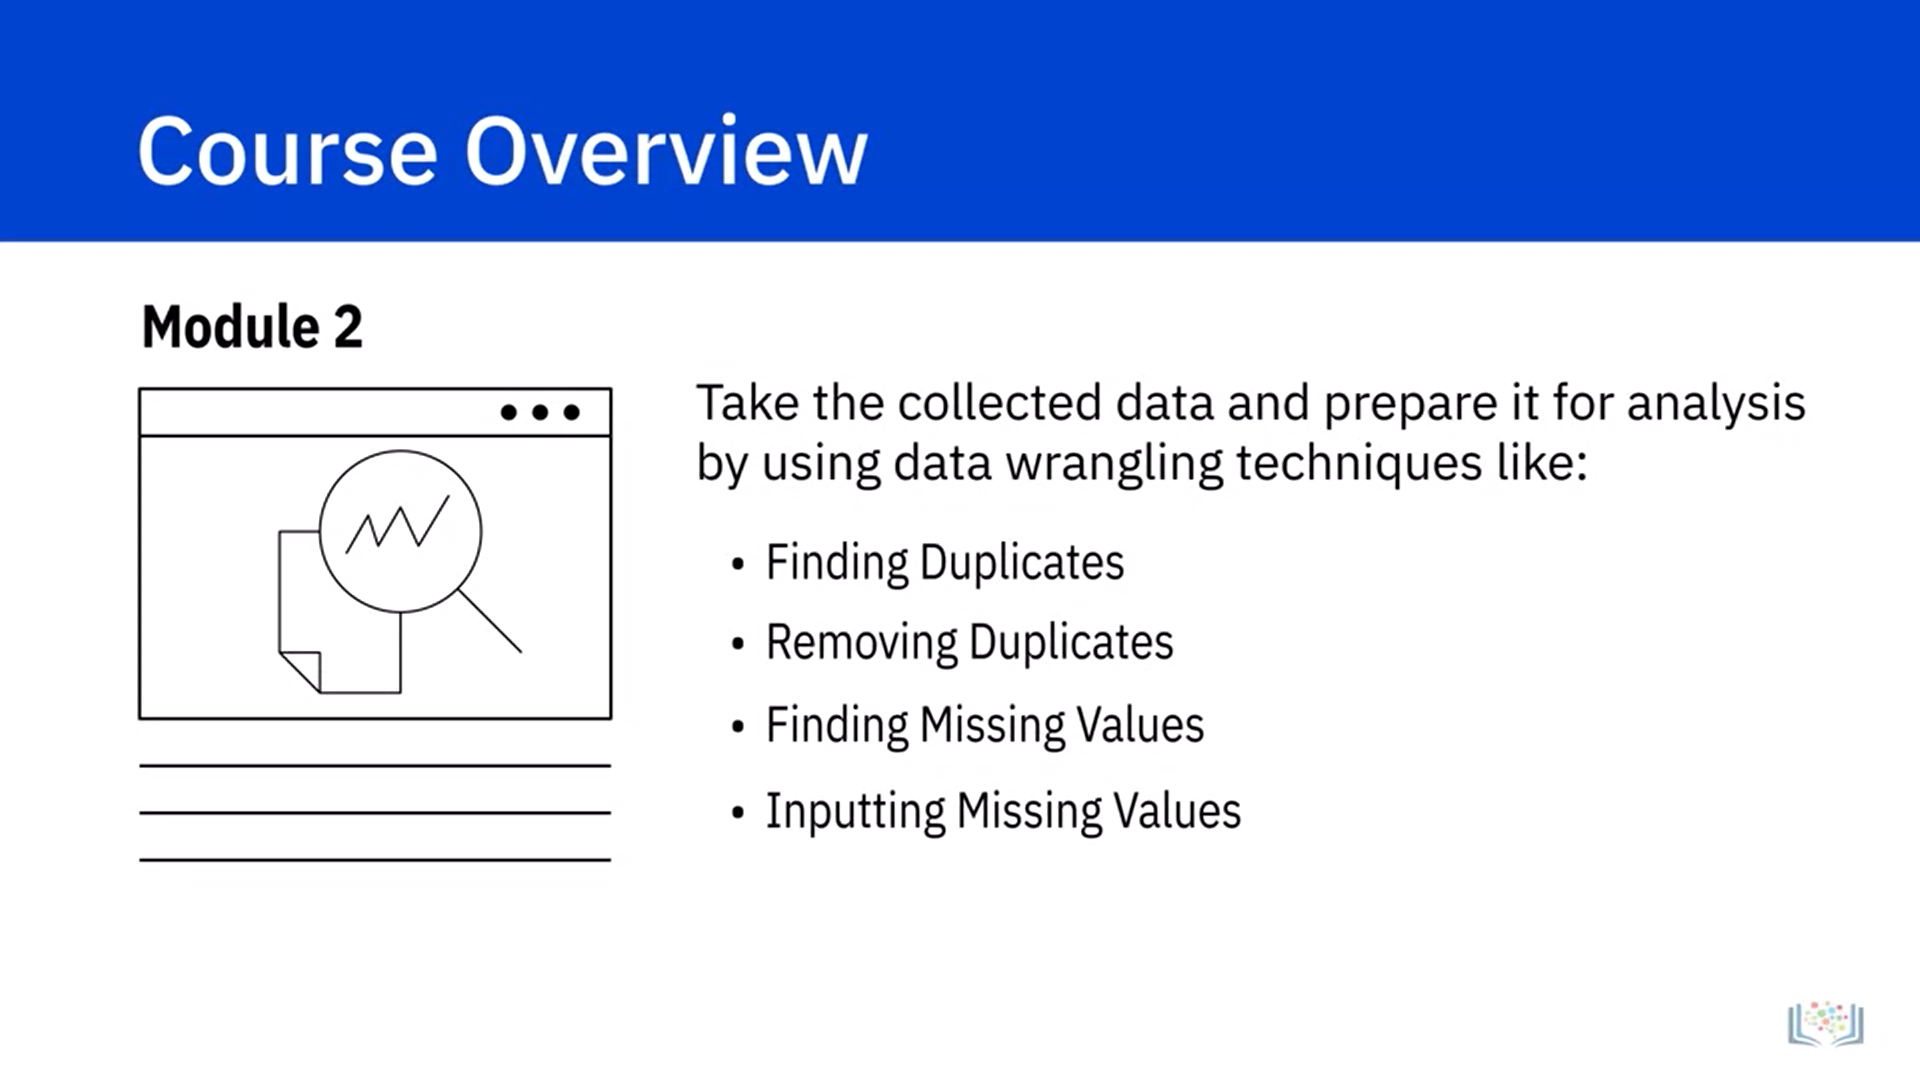 Course Overview
Module 2
Take the collected data and prepare it for analysis
by using data wrangling techniques like:
• Finding Duplicates
• Removing Duplicates
• Finding Missing Values
• Inputting Missing Values